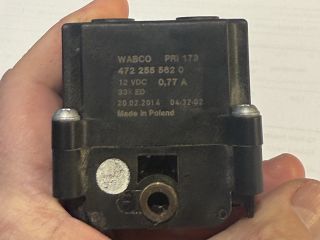 WABCO PRI 173
472 255 562 0
12 VDC 0,77 A
33% ED
20.02.2014 04-32-02
Made in Poland